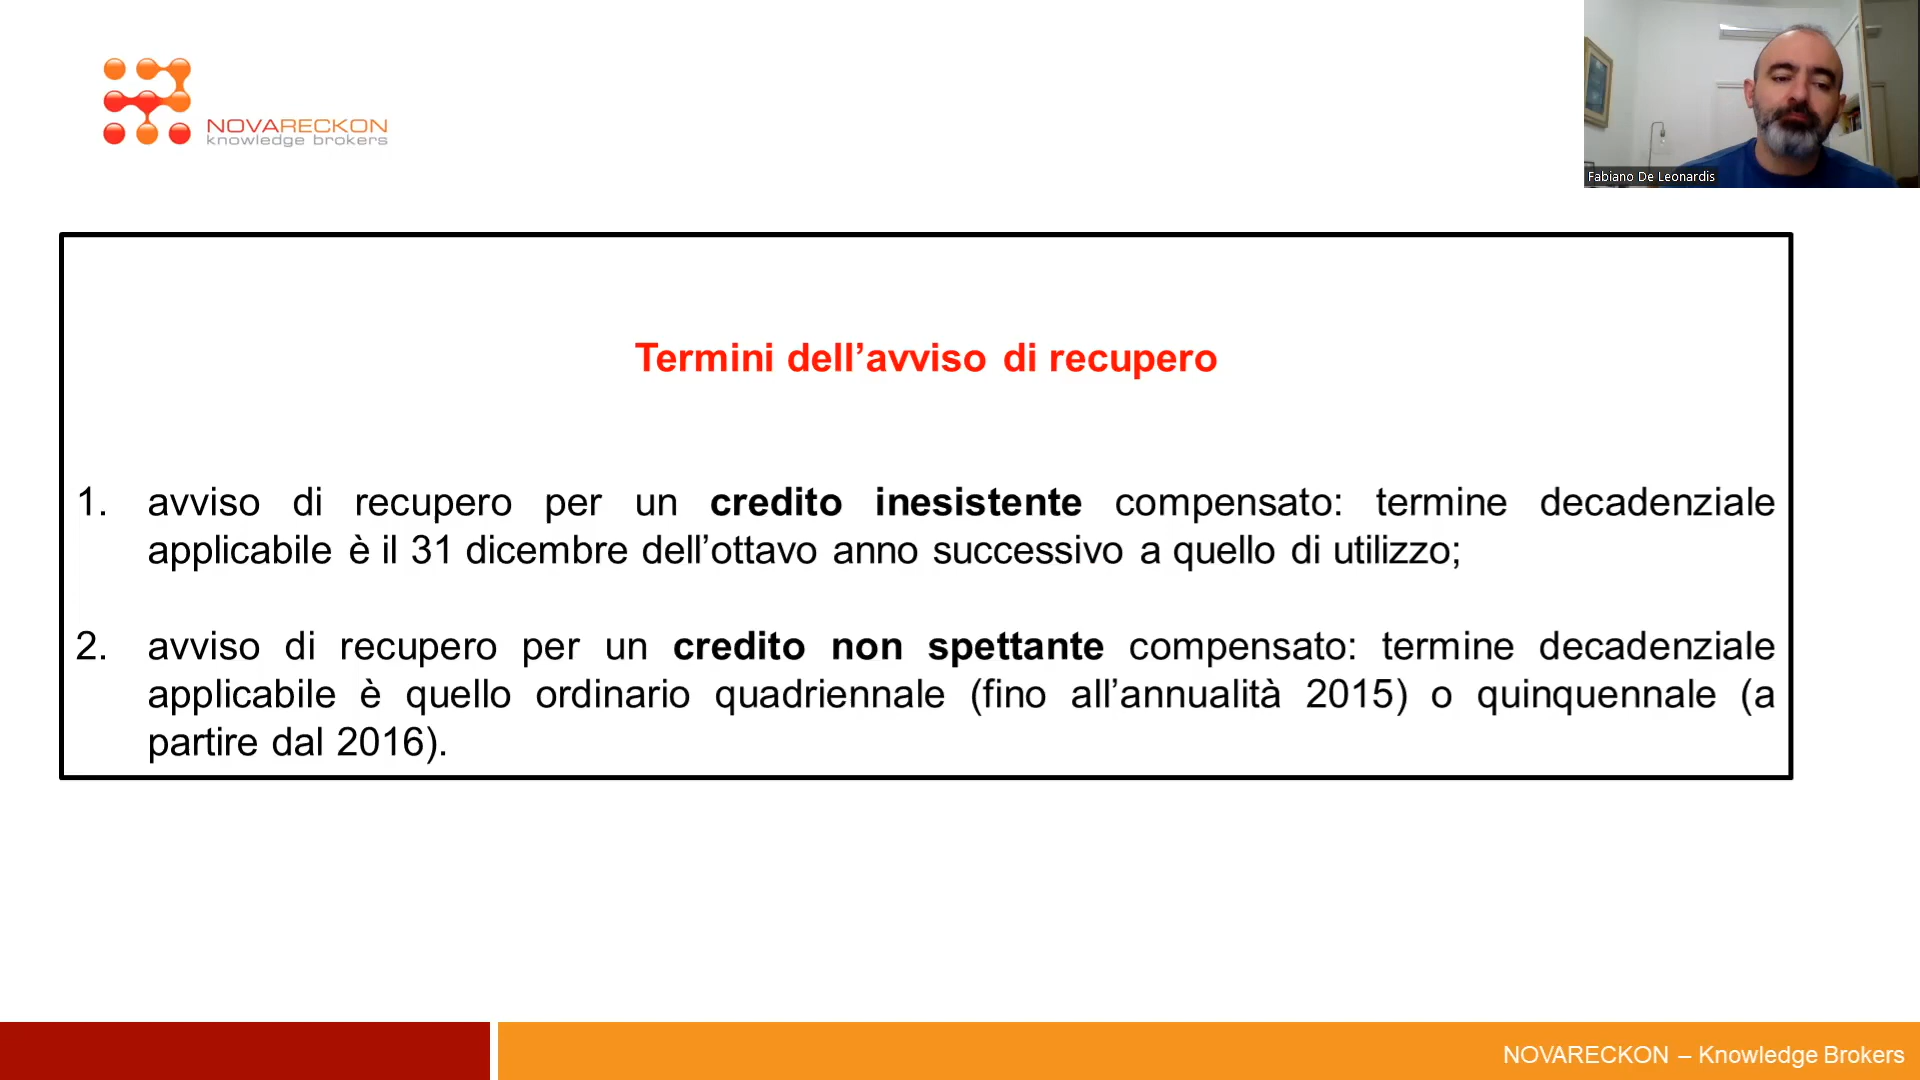 NOVARECKON
knowledge brokers
Fabiano De Leonardis
Termini dell’avviso di recupero
1. avviso di recupero per un credito inesistente compensato: termine decadenziale
applicabile è il 31 dicembre dell’ottavo anno successivo a quello di utilizzo;
2. avviso di recupero per un credito non spettante compensato: termine decadenziale
applicabile è quello ordinario quadriennale (fino all’annualità 2015) o quinquennale (a
partire dal 2016).
NOVARECKON – Knowledge Brokers